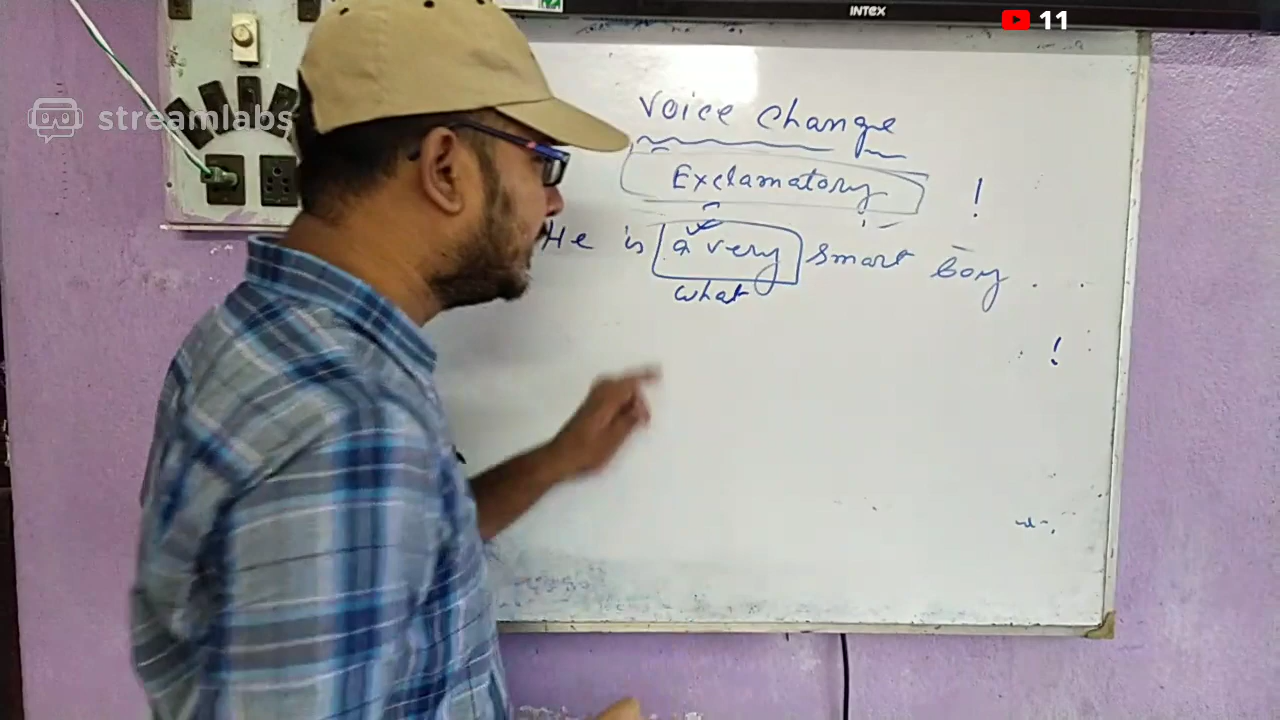 INTEX
11
streamlabs
Voice Change
Exclamatory !
He is a very smart boy .
what
!